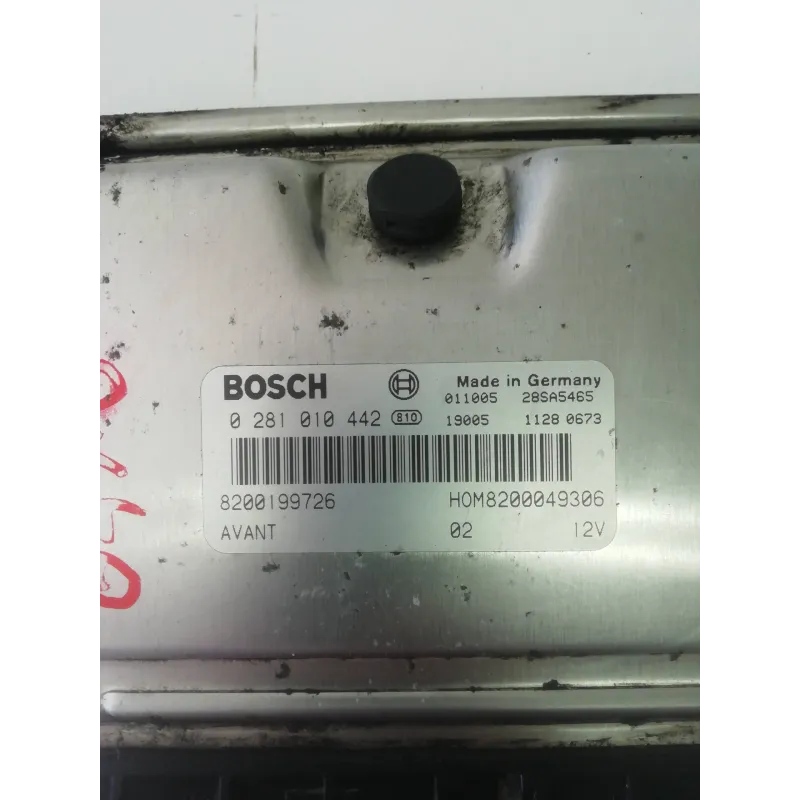 BOSCH Made in Germany
011005 28SA5465
0 281 010 442 810 19005 1128 0673
8200199726 HOM8200049306
AVANT 02 12V